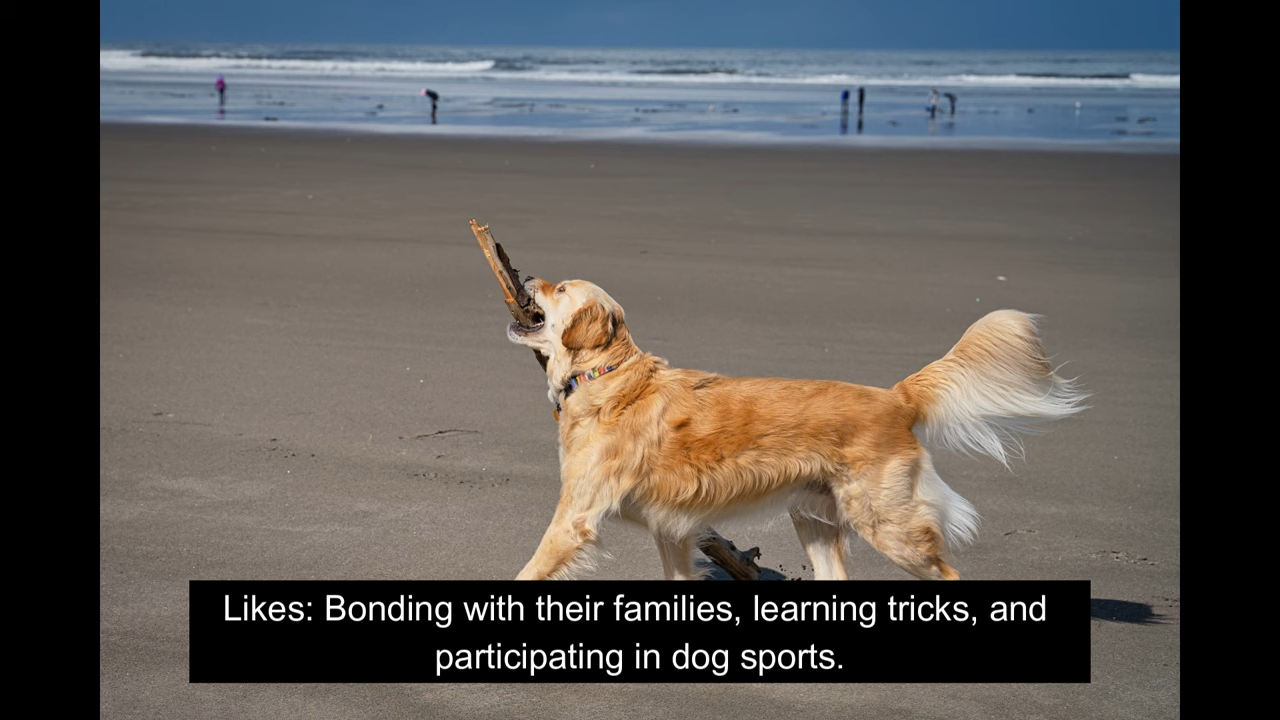 Likes: Bonding with their families, learning tricks, and
participating in dog sports.